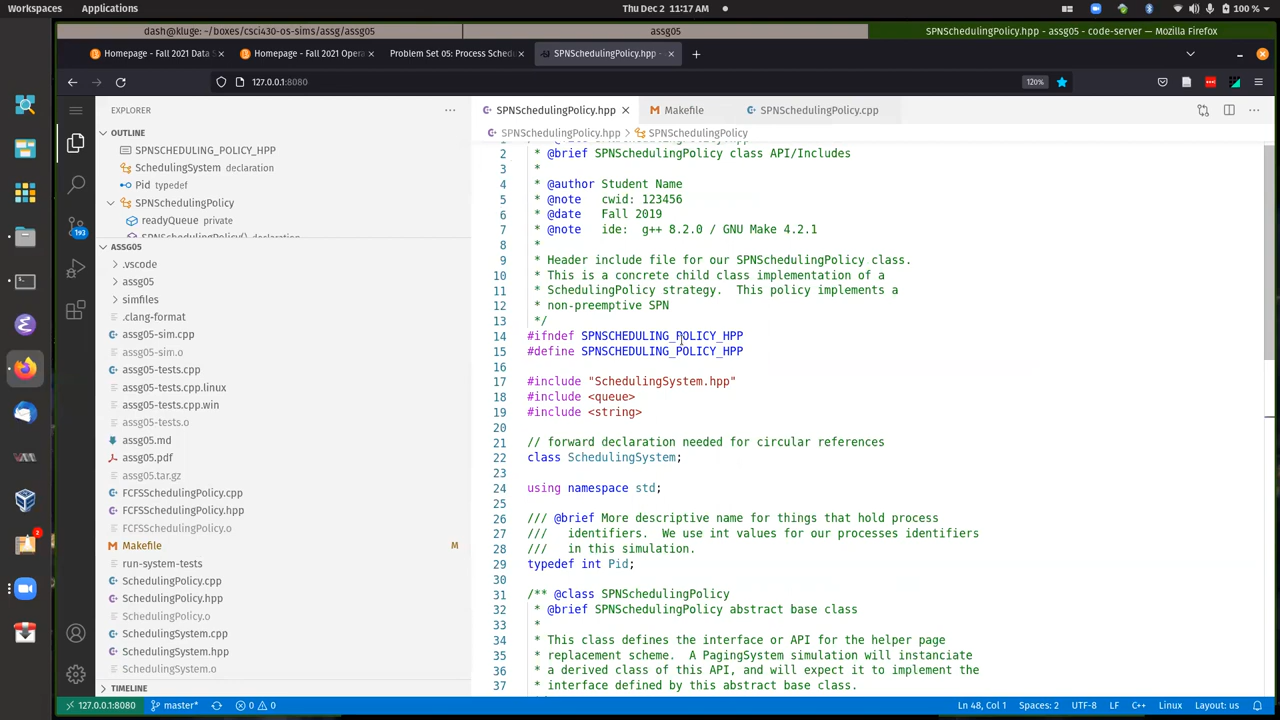 Workspaces Applications Thu Dec 2 11:17 AM 100 %
dash@kluge: ~/boxes/csci430-os-sims/assg/assg05 assg05 SPNSchedulingPolicy.hpp - assg05 - code-server — Mozilla Firefox
Homepage - Fall 2021 Data S Homepage - Fall 2021 Opera Problem Set 05: Process Sched SPNSchedulingPolicy.hpp -
127.0.0.1:8080 120%
EXPLORER
SPNSchedulingPolicy.hpp Makefile SPNSchedulingPolicy.cpp
SPNSchedulingPolicy.hpp SPNSchedulingPolicy
OUTLINE
SPNSCHEDULING_POLICY_HPP
SchedulingSystem declaration
Pid typedef
SPNSchedulingPolicy
readyQueue private
SPNSchedulingPolicy() declaration
193
2
ASSG05
.vscode
assg05
simfiles
.clang-format
assg05-sim.cpp
assg05-sim.o
assg05-tests.cpp
assg05-tests.cpp.linux
assg05-tests.cpp.win
assg05-tests.o
assg05.md
assg05.pdf
assg05.tar.gz
FCFSSchedulingPolicy.cpp
FCFSSchedulingPolicy.hpp
FCFSSchedulingPolicy.o
Makefile M
run-system-tests
SchedulingPolicy.cpp
SchedulingPolicy.hpp
SchedulingPolicy.o
SchedulingSystem.cpp
SchedulingSystem.hpp
SchedulingSystem.o
TIMELINE
2 * @brief SPNSchedulingPolicy class API/Includes
3 *
4 * @author Student Name
5 * @note cwid: 123456
6 * @date Fall 2019
7 * @note ide: g++ 8.2.0 / GNU Make 4.2.1
8 *
9 * Header include file for our SPNSchedulingPolicy class.
10 * This is a concrete child class implementation of a
11 * SchedulingPolicy strategy. This policy implements a
12 * non-preemptive SPN
13 */
14 #ifndef SPNSCHEDULING_POLICY_HPP
15 #define SPNSCHEDULING_POLICY_HPP
16
17 #include "SchedulingSystem.hpp"
18 #include <queue>
19 #include <string>
20
21 // forward declaration needed for circular references
22 class SchedulingSystem;
23
24 using namespace std;
25
26 /// @brief More descriptive name for things that hold process
27 /// identifiers. We use int values for our processes identifiers
28 /// in this simulation.
29 typedef int Pid;
30
31 /** @class SPNSchedulingPolicy
32 * @brief SPNSchedulingPolicy abstract base class
33 *
34 * This class defines the interface or API for the helper page
35 * replacement scheme. A PagingSystem simulation will instanciate
36 * a derived class of this API, and will expect it to implement the
37 * interface defined by this abstract base class.
127.0.0.1:8080 master* 0 0 Ln 48, Col 1 Spaces: 2 UTF-8 LF C++ Linux Layout: us